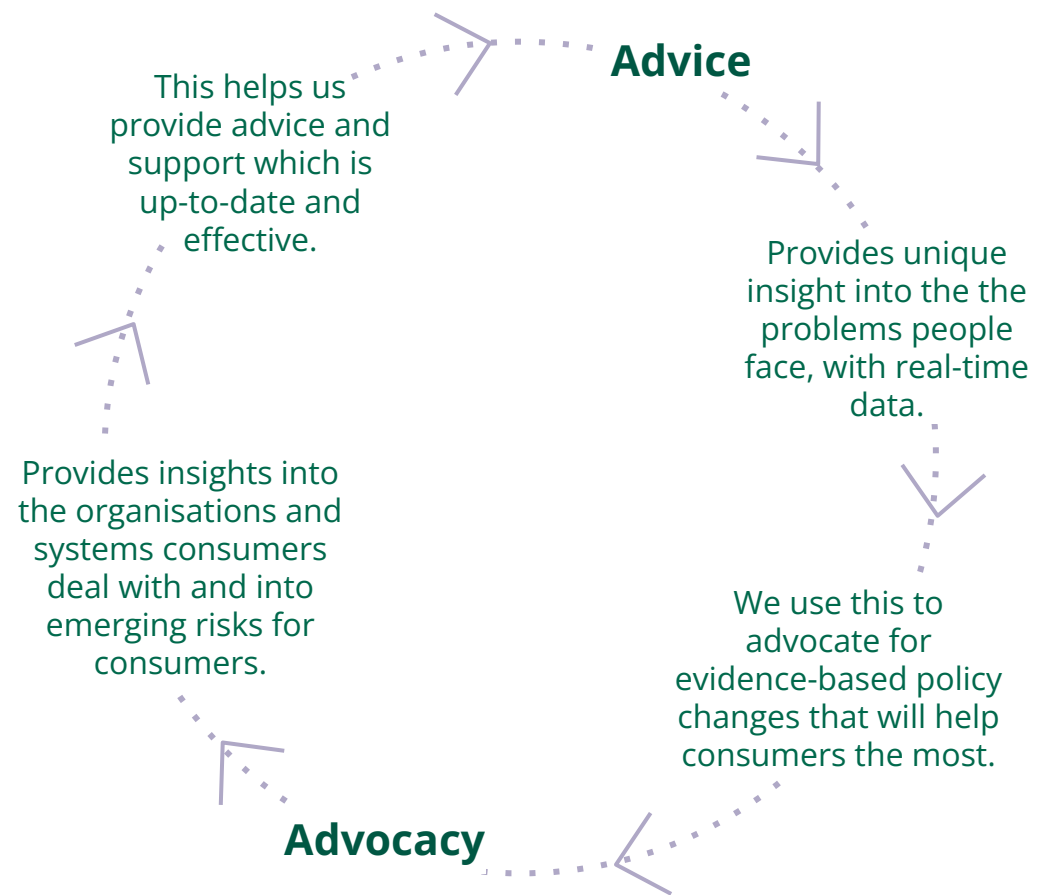 Advice
Provides unique
insight into the the
problems people
face, with real-time
data.
We use this to
advocate for
evidence-based policy
changes that will help
consumers the most.
Advocacy
Provides insights into
the organisations and
systems consumers
deal with and into
emerging risks for
consumers.
This helps us
provide advice and
support which is
up-to-date and
effective.